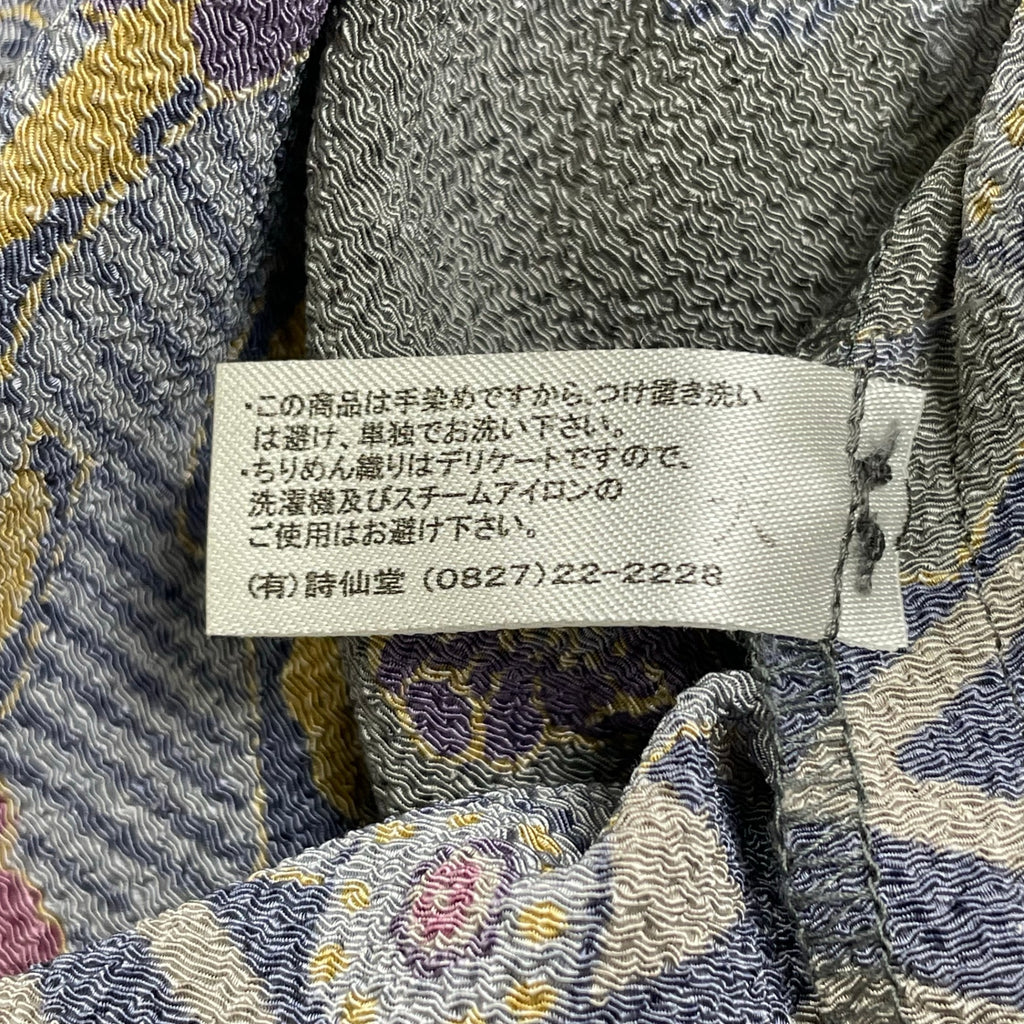 ・この商品は手染めですから、つけ置き洗い
は避け、単独でお洗い下さい。
・ちりめん織りはデリケートですので、
洗濯機及びスチームアイロンの
ご使用はお避け下さい。
(有)詩仙堂 (0827)22-2228